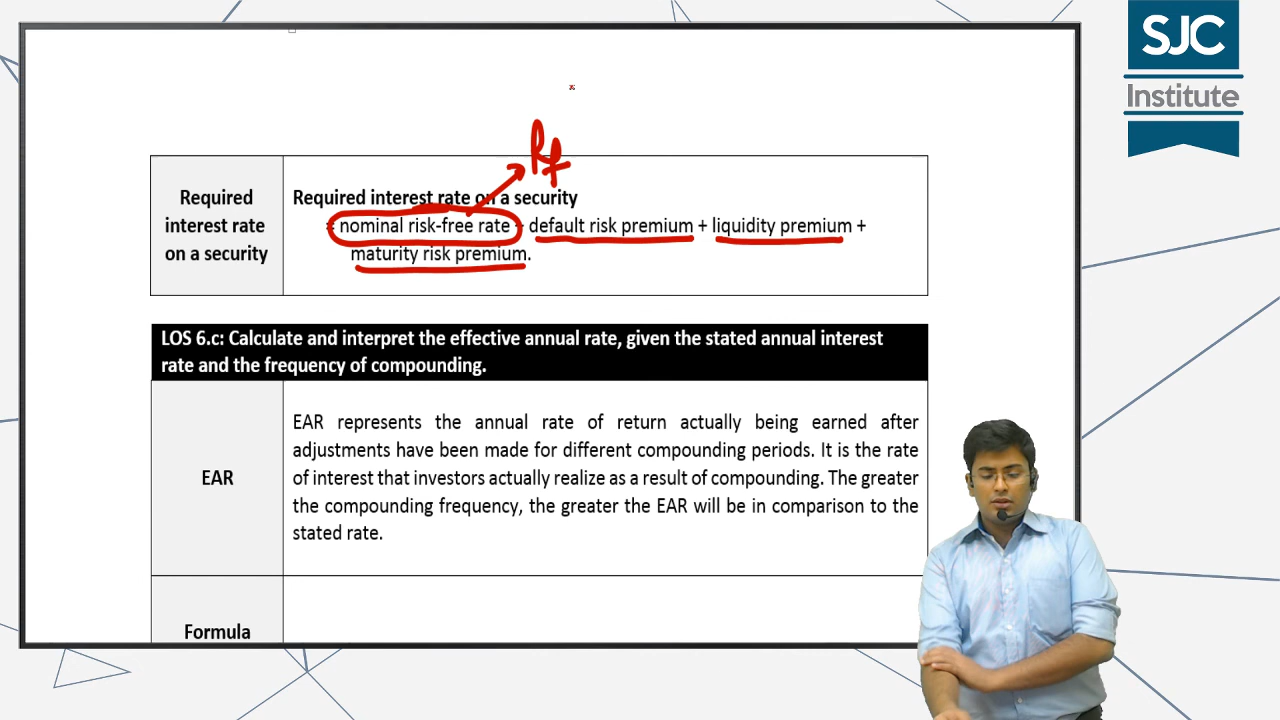 SJC
Institute
Rf
Required
interest rate
on a security
Required interest rate on a security
= nominal risk-free rate + default risk premium + liquidity premium +
maturity risk premium.
LOS 6.c: Calculate and interpret the effective annual rate, given the stated annual interest
rate and the frequency of compounding.
EAR
EAR represents the annual rate of return actually being earned after
adjustments have been made for different compounding periods. It is the rate
of interest that investors actually realize as a result of compounding. The greater
the compounding frequency, the greater the EAR will be in comparison to the
stated rate.
Formula